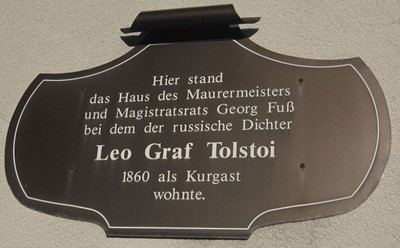 Hier stand
das Haus des Maurermeisters
und Magistratsrats Georg Fuß
bei dem der russische Dichter
Leo Graf Tolstoi
1860 als Kurgast
wohnte.